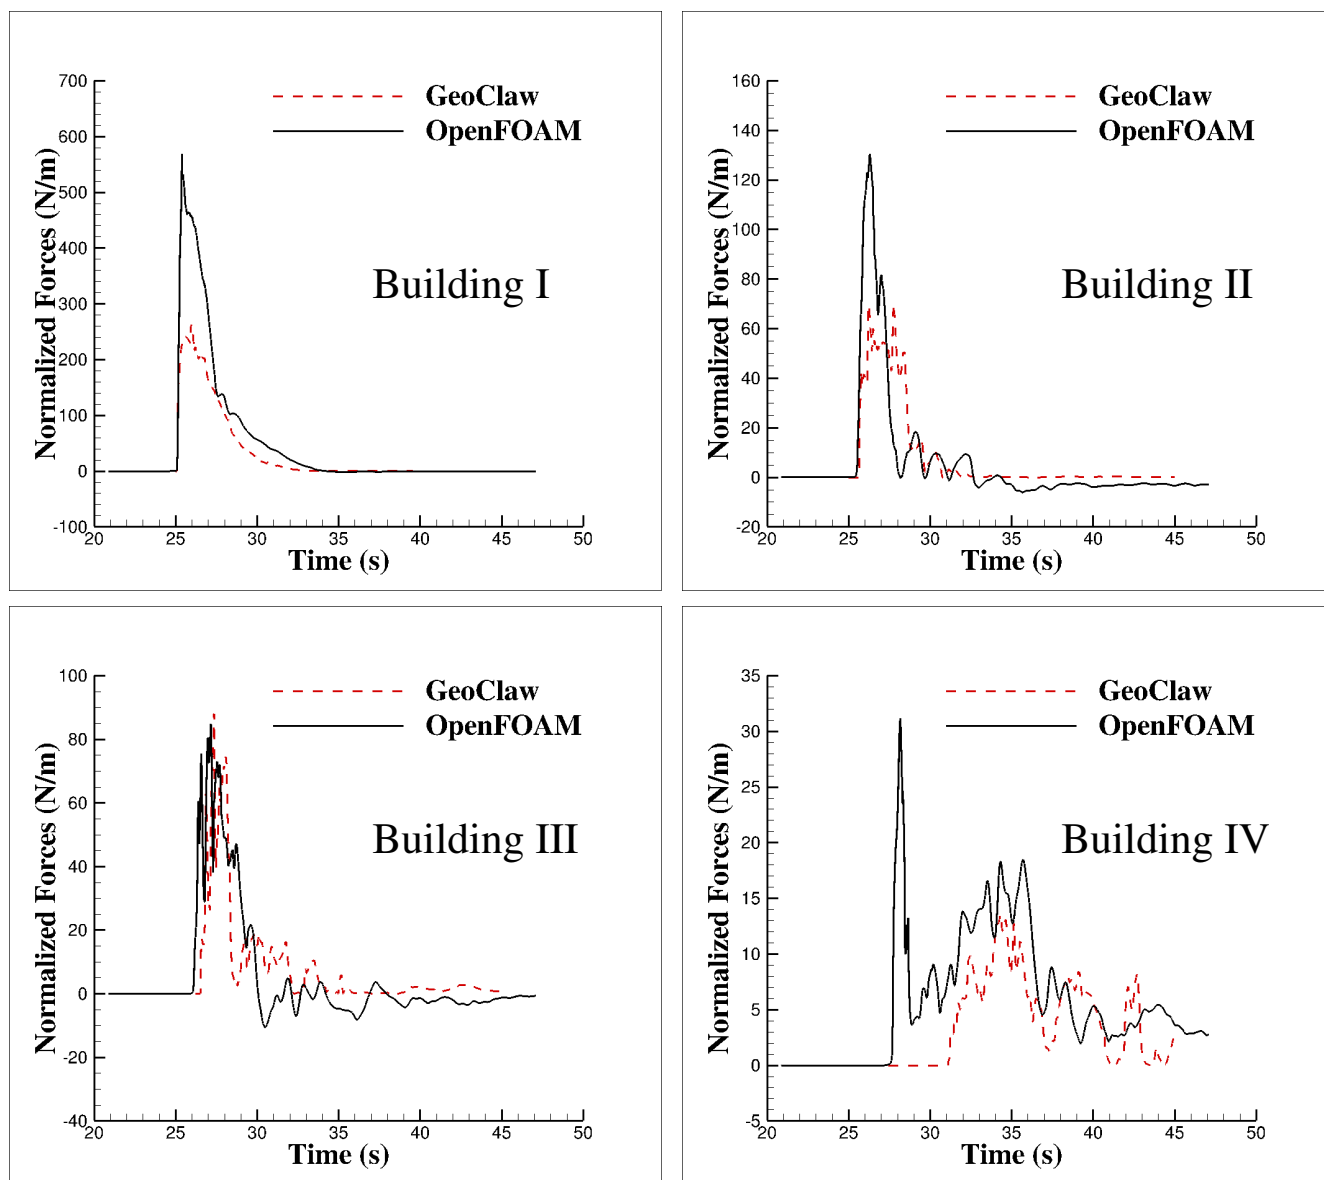 700
600
500
400
300
200
100
0
-100
20 25 30 35 40 45 50
Normalized Forces (N/m)
Time (s)
GeoClaw
OpenFOAM
Building I
160
140
120
100
80
60
40
20
0
-20
20 25 30 35 40 45 50
Normalized Forces (N/m)
Time (s)
GeoClaw
OpenFOAM
Building II
100
80
60
40
20
0
-20
-40
20 25 30 35 40 45 50
Normalized Forces (N/m)
Time (s)
GeoClaw
OpenFOAM
Building III
35
30
25
20
15
10
5
0
-5
20 25 30 35 40 45 50
Normalized Forces (N/m)
Time (s)
GeoClaw
OpenFOAM
Building IV